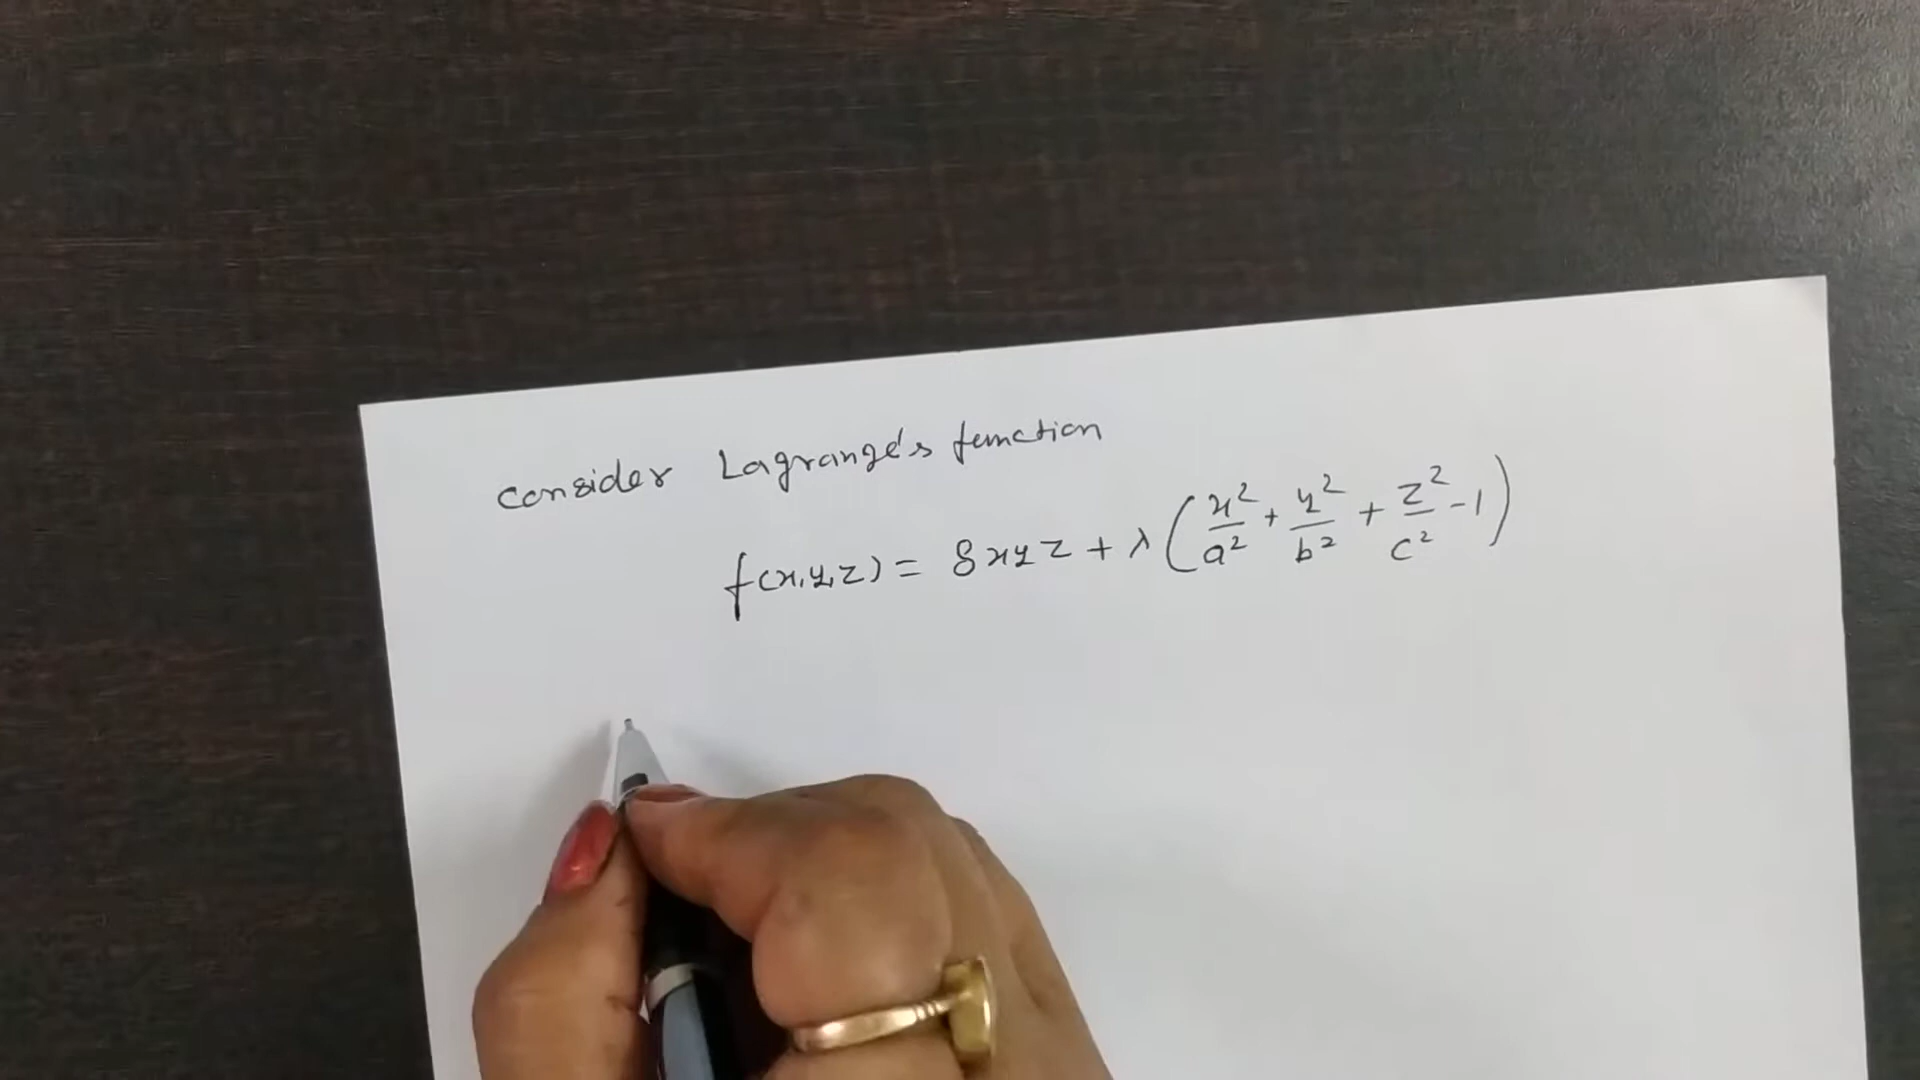 consider Lagrange's function
f(x,y,z) = 8xyz + λ(x²/a² + y²/b² + z²/c² - 1)